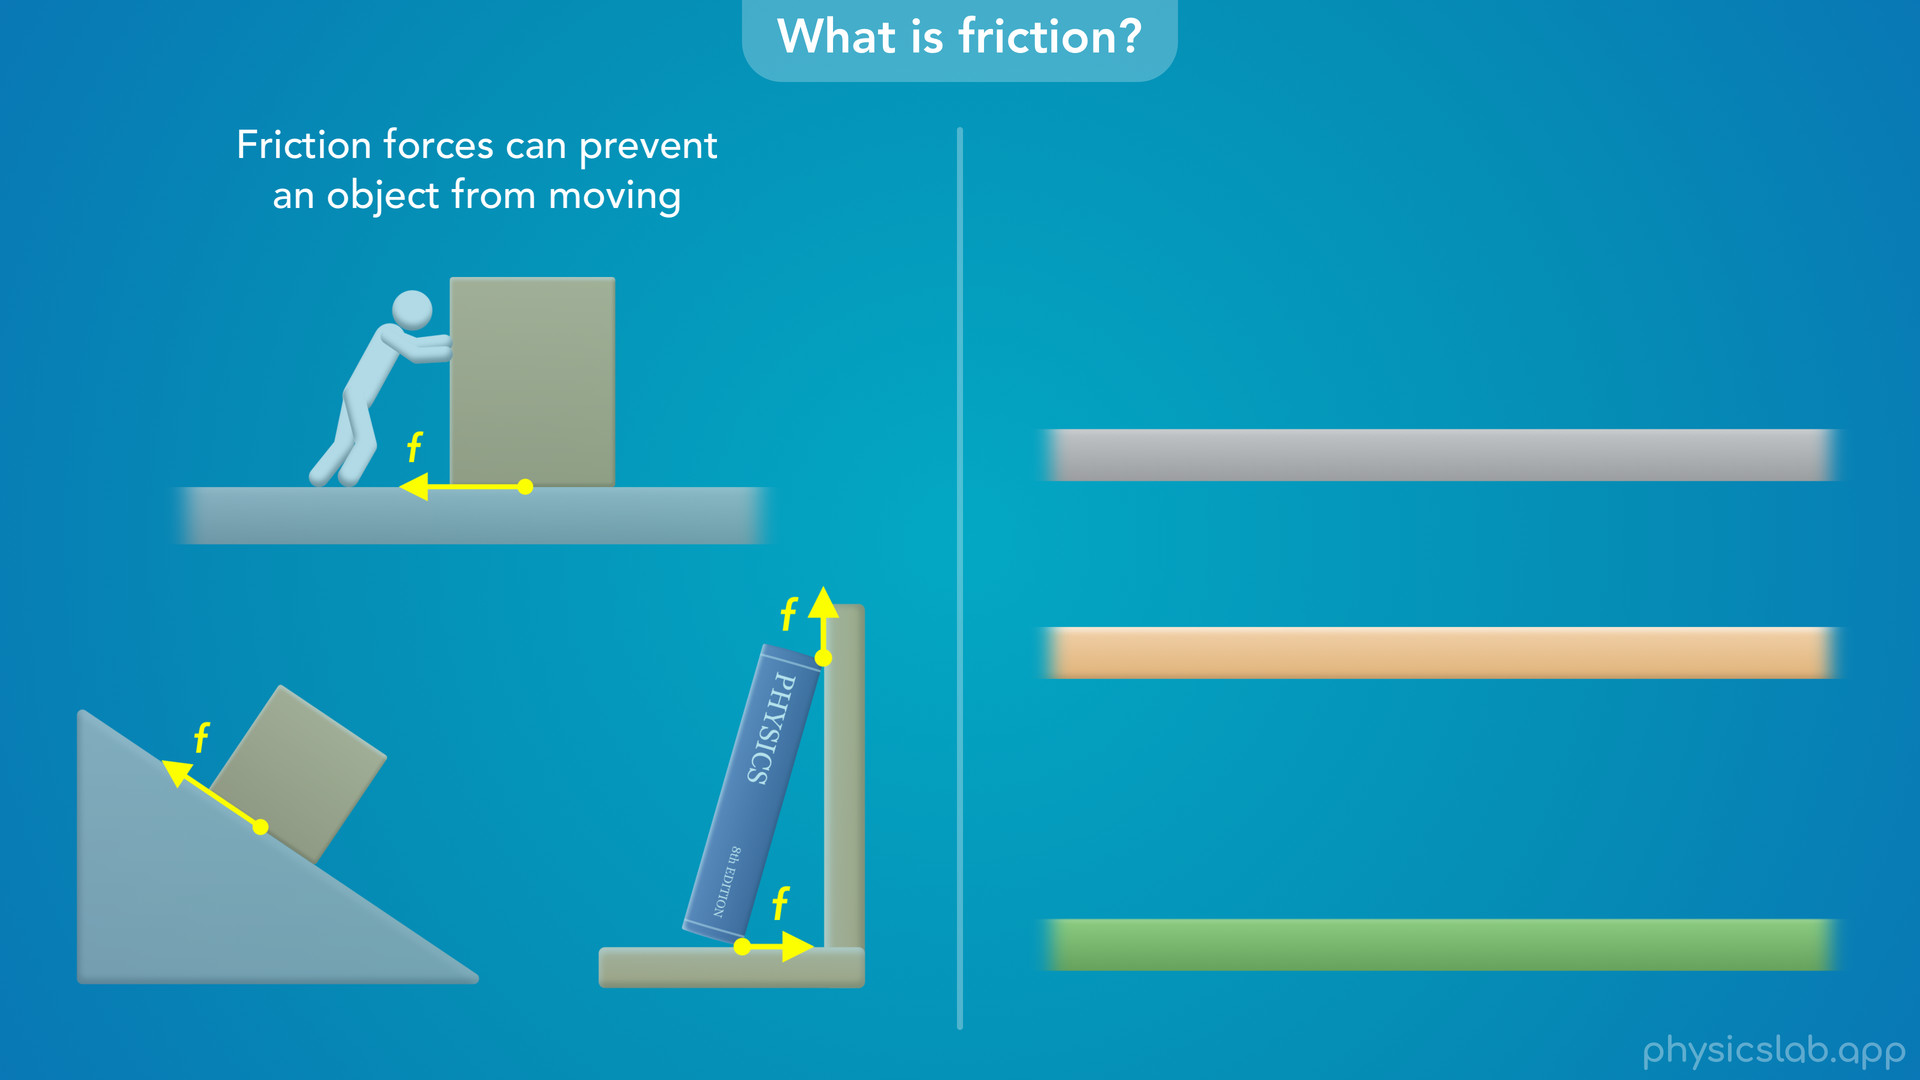 What is friction?
Friction forces can prevent
an object from moving
f
f
f
PHYSICS
8th EDITION
f
physicslab.app